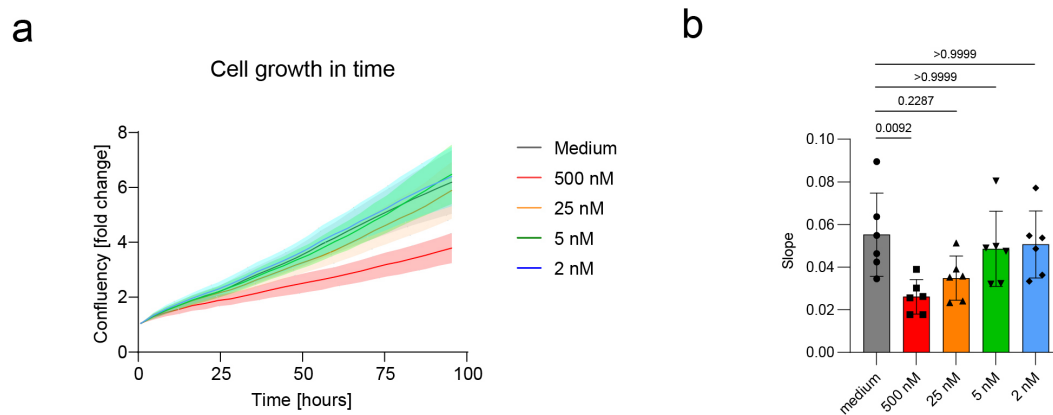 a
Cell growth in time
Confluency [fold change]
8
6
4
2
0
0
25
50
75
100
Time [hours]
Medium
500 nM
25 nM
5 nM
2 nM
b
>0.9999
>0.9999
0.2287
0.0092
Slope
0.10
0.08
0.06
0.04
0.02
0.00
medium
500 nM
25 nM
5 nM
2 nM